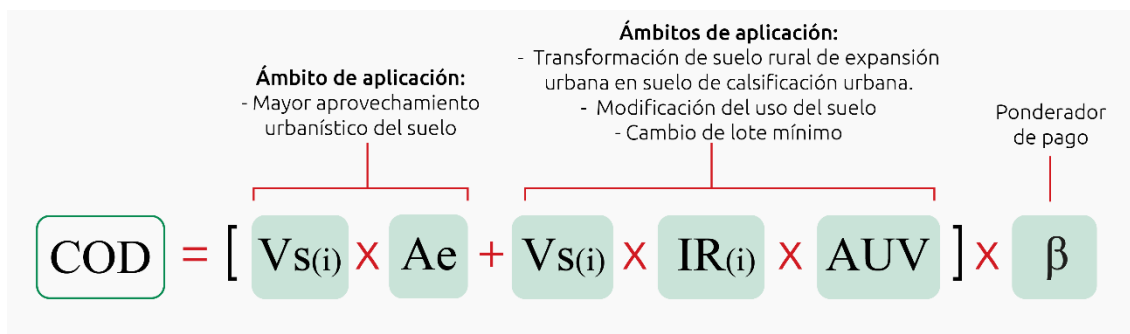 Ámbito de aplicación:
- Mayor aprovechamiento
urbanístico del suelo
Ámbitos de aplicación:
- Transformación de suelo rural de expansión
urbana en suelo de calsificación urbana.
- Modificación del uso del suelo
- Cambio de lote mínimo
Ponderador
de pago
COD = [ Vs(i) X Ae + Vs(i) X IR(i) X AUV ] X β